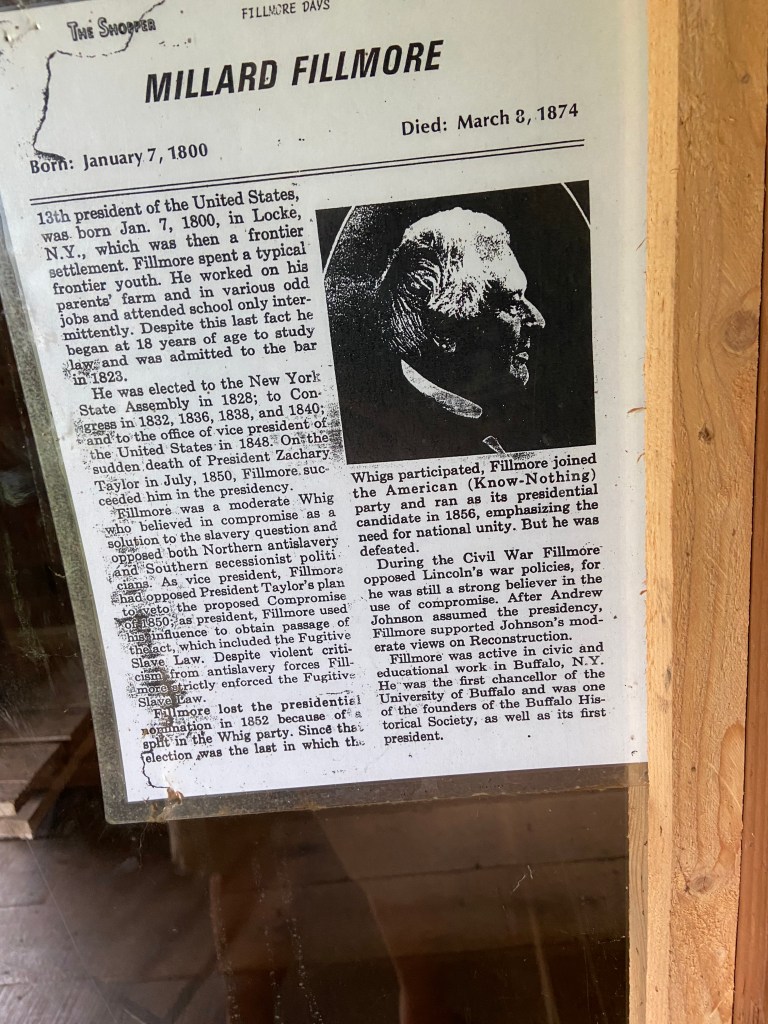 THE SHOPPER
FILLMORE DAYS
MILLARD FILLMORE
Born: January 7, 1800
Died: March 8, 1874
13th president of the United States,
was born Jan. 7, 1800, in Locke,
N.Y., which was then a frontier
settlement. Fillmore spent a typical
frontier youth. He worked on his
parents' farm and in various odd
jobs and attended school only inter-
mittently. Despite this last fact he
began at 18 years of age to study
law and was admitted to the bar
in 1823.
He was elected to the New York
State Assembly in 1828; to Con-
gress in 1832, 1836, 1838, and 1840;
and to the office of vice president of
the United States in 1848. On the
sudden death of President Zachary
Taylor in July, 1850, Fillmore suc-
ceeded him in the presidency.
Fillmore was a moderate Whig
who believed in compromise as a
solution to the slavery question and
opposed both Northern antislavery
and Southern secessionist politi-
cians. As vice president, Fillmore
had opposed President Taylor's plan
to veto the proposed Compromise
of 1850; as president, Fillmore used
his influence to obtain passage of
the act, which included the Fugitive
Slave Law. Despite violent criti-
cism from antislavery forces Fill-
more strictly enforced the Fugitive
Slave Law.
Fillmore lost the presidential
nomination in 1852 because of a
split in the Whig party. Since that
election was the last in which the
Whigs participated, Fillmore joined
the American (Know-Nothing)
party and ran as its presidential
candidate in 1856, emphasizing the
need for national unity. But he was
defeated.
During the Civil War Fillmore
opposed Lincoln's war policies, for
he was still a strong believer in the
use of compromise. After Andrew
Johnson assumed the presidency,
Fillmore supported Johnson's mod-
erate views on Reconstruction.
Fillmore was active in civic and
educational work in Buffalo, N.Y.
He was the first chancellor of the
University of Buffalo and was one
of the founders of the Buffalo His-
torical Society, as well as its first
president.